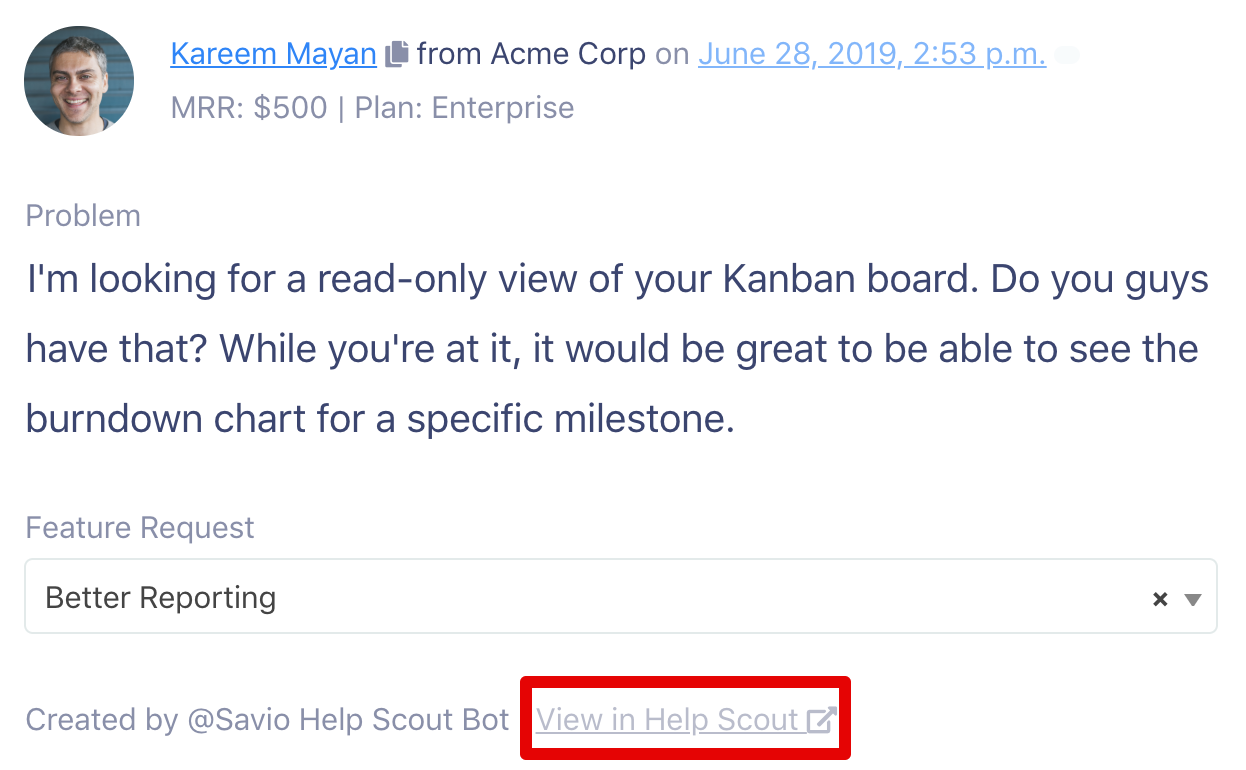 Kareem Mayan from Acme Corp on June 28, 2019, 2:53 p.m.
MRR: $500 | Plan: Enterprise
Problem
I'm looking for a read-only view of your Kanban board. Do you guys
have that? While you're at it, it would be great to be able to see the
burndown chart for a specific milestone.
Feature Request
Better Reporting
Created by @Savio Help Scout Bot View in Help Scout